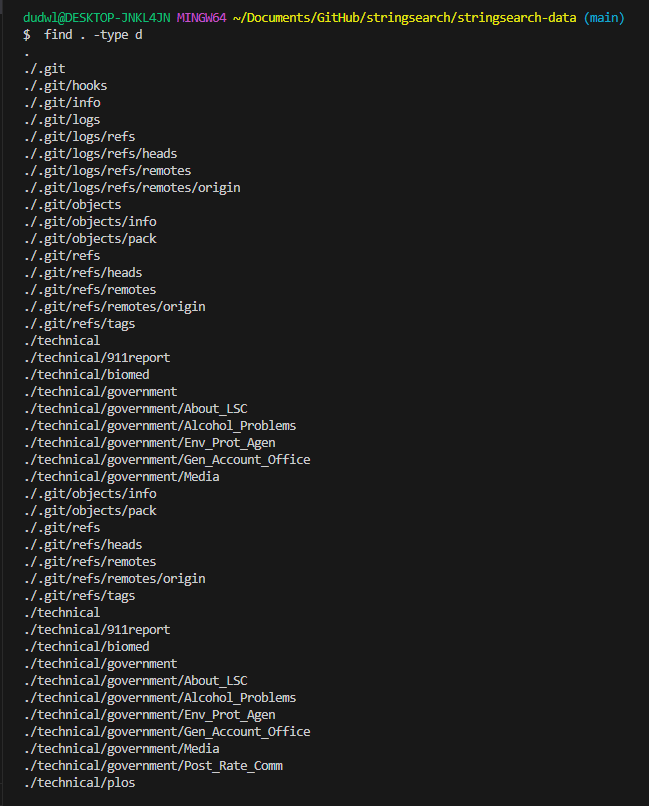 dudwl@DESKTOP-JNKL4JN MINGW64 ~/Documents/GitHub/stringsearch/stringsearch-data (main)
$  find . -type d
.
./.git
./.git/hooks
./.git/info
./.git/logs
./.git/logs/refs
./.git/logs/refs/heads
./.git/logs/refs/remotes
./.git/logs/refs/remotes/origin
./.git/objects
./.git/objects/info
./.git/objects/pack
./.git/refs
./.git/refs/heads
./.git/refs/remotes
./.git/refs/remotes/origin
./.git/refs/tags
./technical
./technical/911report
./technical/biomed
./technical/government
./technical/government/About_LSC
./technical/government/Alcohol_Problems
./technical/government/Env_Prot_Agen
./technical/government/Gen_Account_Office
./technical/government/Media
./.git/objects/info
./.git/objects/pack
./.git/refs
./.git/refs/heads
./.git/refs/remotes
./.git/refs/remotes/origin
./.git/refs/tags
./technical
./technical/911report
./technical/biomed
./technical/government
./technical/government/About_LSC
./technical/government/Alcohol_Problems
./technical/government/Env_Prot_Agen
./technical/government/Gen_Account_Office
./technical/government/Media
./technical/government/Post_Rate_Comm
./technical/plos